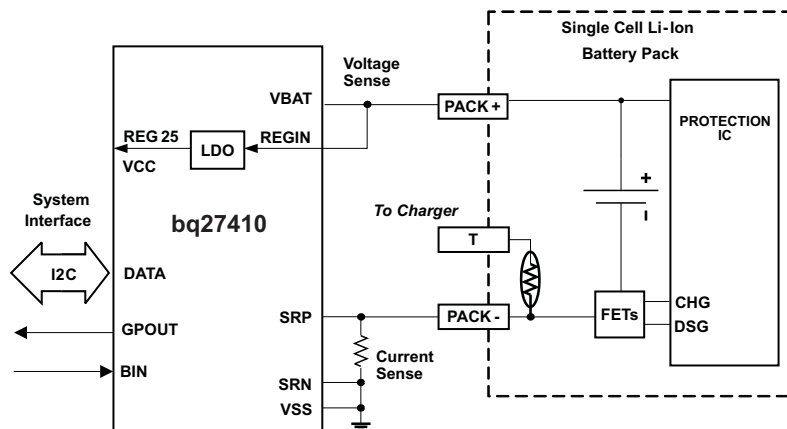 Single Cell Li-Ion
Battery Pack
Voltage
Sense
VBAT
PACK+
PROTECTION
IC
REG 25
LDO
REGIN
VCC
+
System
Interface
To Charger
bq27410
T
I2C
DATA
SRP
PACK-
FETs
CHG
DSG
GPOUT
BIN
Current
Sense
SRN
VSS